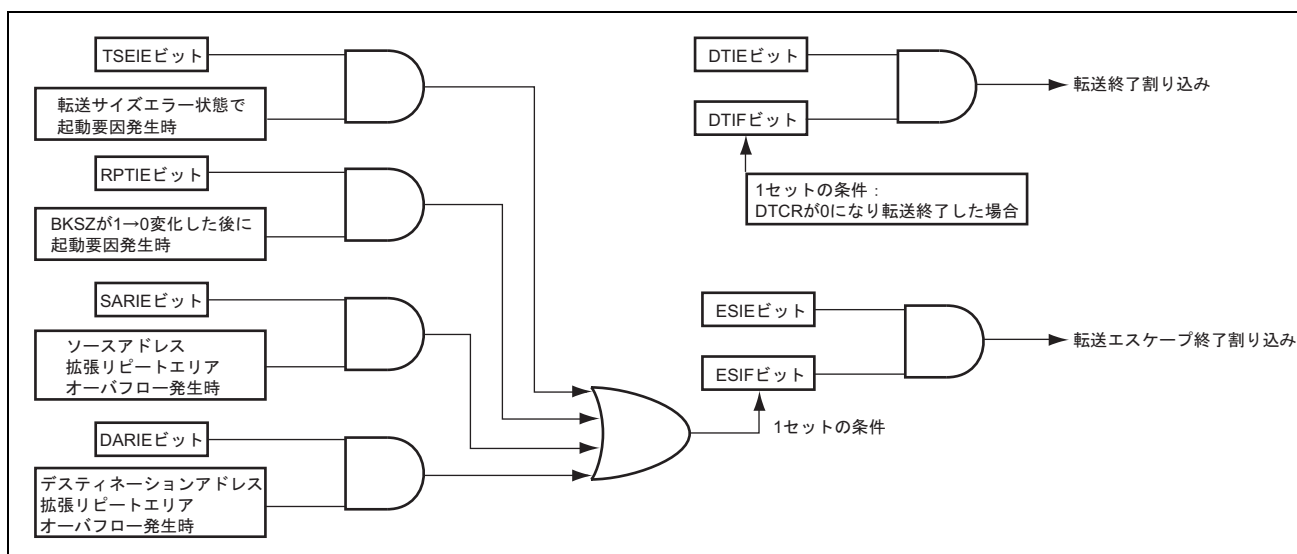 TSEIEビット
転送サイズエラー状態で
起動要因発生時
RPTIEビット
BKSZが1→0変化した後に
起動要因発生時
SARIEビット
ソースアドレス
拡張リピートエリア
オーバフロー発生時
DARIEビット
デスティネーションアドレス
拡張リピートエリア
オーバフロー発生時
DTIEビット
DTIFビット
転送終了割り込み
1セットの条件：
DTCRが0になり転送終了した場合
ESIEビット
ESIFビット
転送エスケープ終了割り込み
1セットの条件